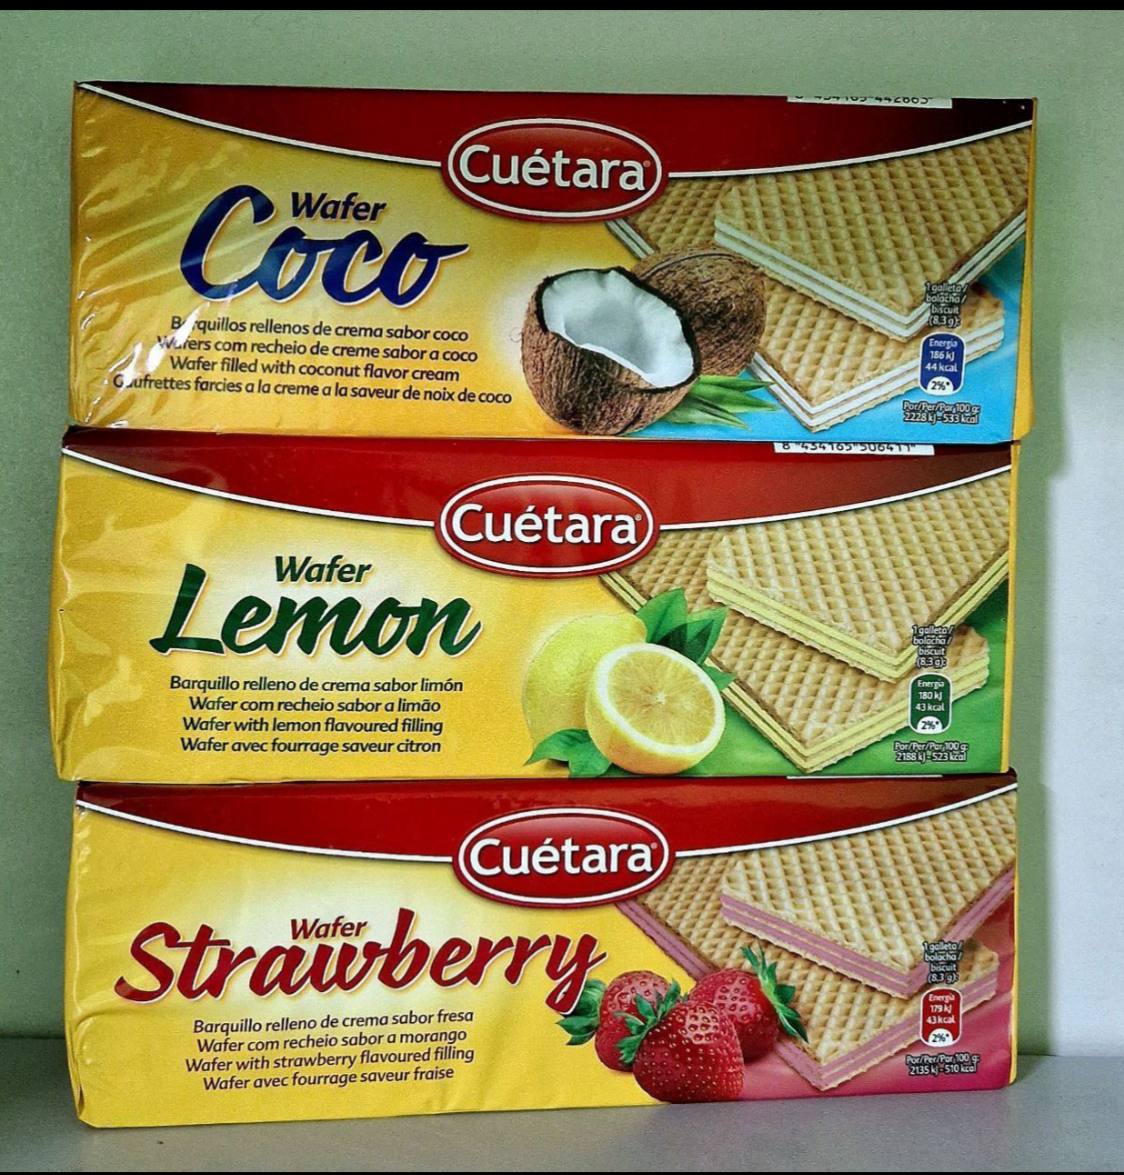 Cuétara
Wafer
Coco
Barquillos rellenos de crema sabor coco
Wafers com recheio de creme sabor a coco
Wafer filled with coconut flavor cream
Goufrettes farcies a la creme a la saveur de noix de coco
1 galleta/
bolacha/
biscuit
(8,3 g):
Energía
186 kJ
44 kcal
2%*
Por/Per/Par 100 g:
2228 kJ - 533 kcal
8 434165 506411
Cuétara
Wafer
Lemon
Barquillo relleno de crema sabor limón
Wafer com recheio sabor a limão
Wafer with lemon flavoured filling
Wafer avec fourrage saveur citron
1 galleta/
bolacha/
biscuit
(8,3 g):
Energía
180 kJ
43 kcal
2%*
Por/Per/Par 100 g:
2188 kJ - 523 kcal
Cuétara
Wafer
Strawberry
Barquillo relleno de crema sabor fresa
Wafer com recheio sabor a morango
Wafer with strawberry flavoured filling
Wafer avec fourrage saveur fraise
1 galleta/
bolacha/
biscuit
(8,3 g):
Energía
179 kJ
43 kcal
2%*
Por/Per/Par 100 g:
2135 kJ - 510 kcal